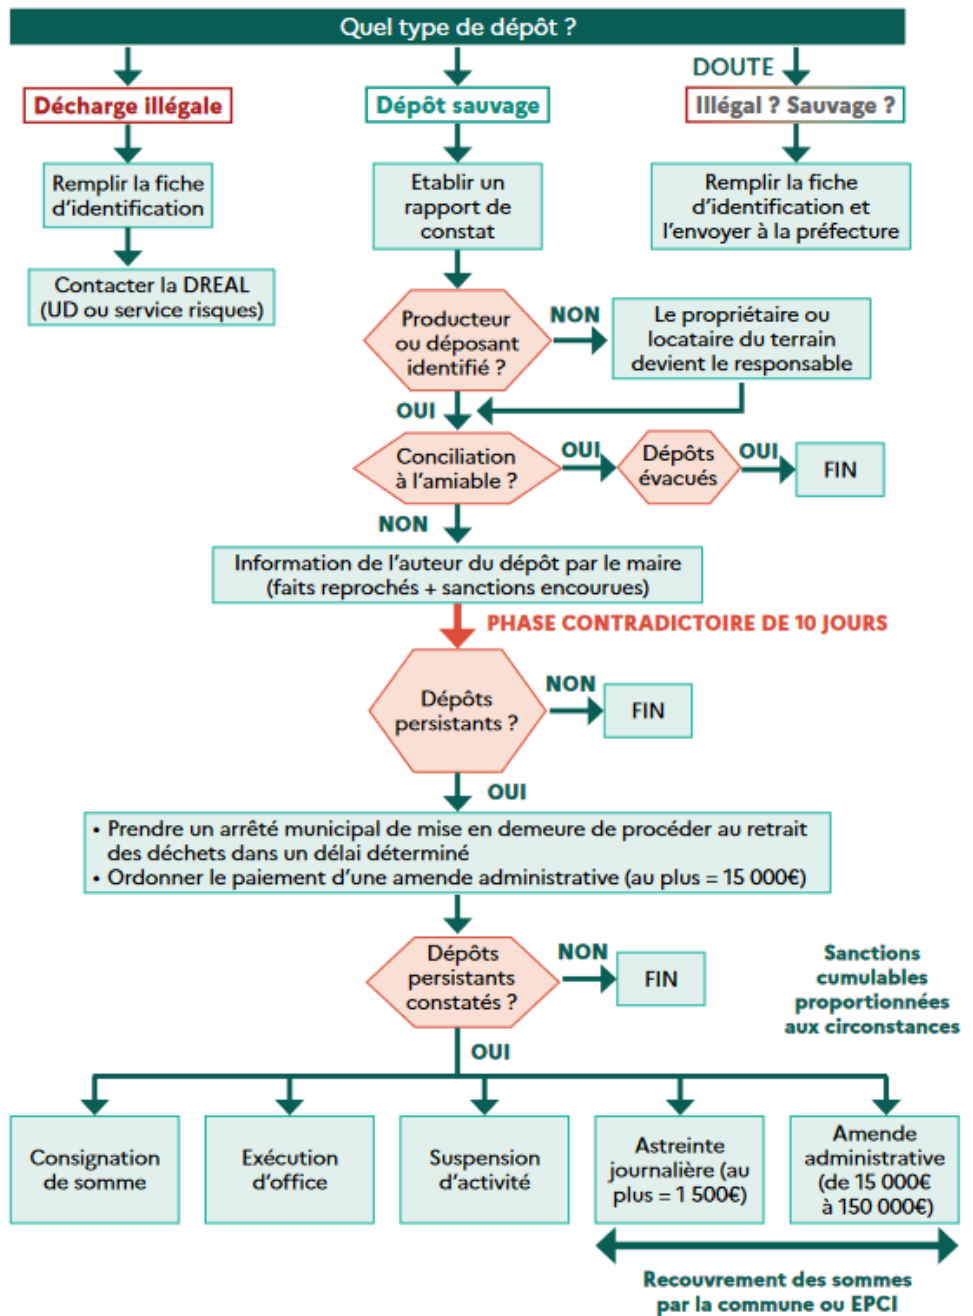 Quel type de dépôt ?
DOUTE
Décharge illégale
Dépôt sauvage
Illégal ? Sauvage ?
Remplir la fiche
d'identification
Etablir un
rapport de
constat
Remplir la fiche
d'identification et
l'envoyer à la préfecture
Contacter la DREAL
(UD ou service risques)
Producteur
ou déposant
identifié ?
NON
Le propriétaire ou
locataire du terrain
devient le responsable
OUI
Conciliation
à l'amiable ?
OUI
Dépôts
évacués
OUI
FIN
NON
Information de l'auteur du dépôt par le maire
(faits reprochés + sanctions encourues)
PHASE CONTRADICTOIRE DE 10 JOURS
Dépôts
persistants ?
NON
FIN
OUI
• Prendre un arrêté municipal de mise en demeure de procéder au retrait
des déchets dans un délai déterminé
• Ordonner le paiement d'une amende administrative (au plus = 15 000€)
Dépôts
persistants
constatés ?
NON
FIN
Sanctions
cumulables
proportionnées
aux circonstances
OUI
Consignation
de somme
Exécution
d'office
Suspension
d'activité
Astreinte
journalière (au
plus = 1 500€)
Amende
administrative
(de 15 000€
à 150 000€)
Recouvrement des sommes
par la commune ou EPCI